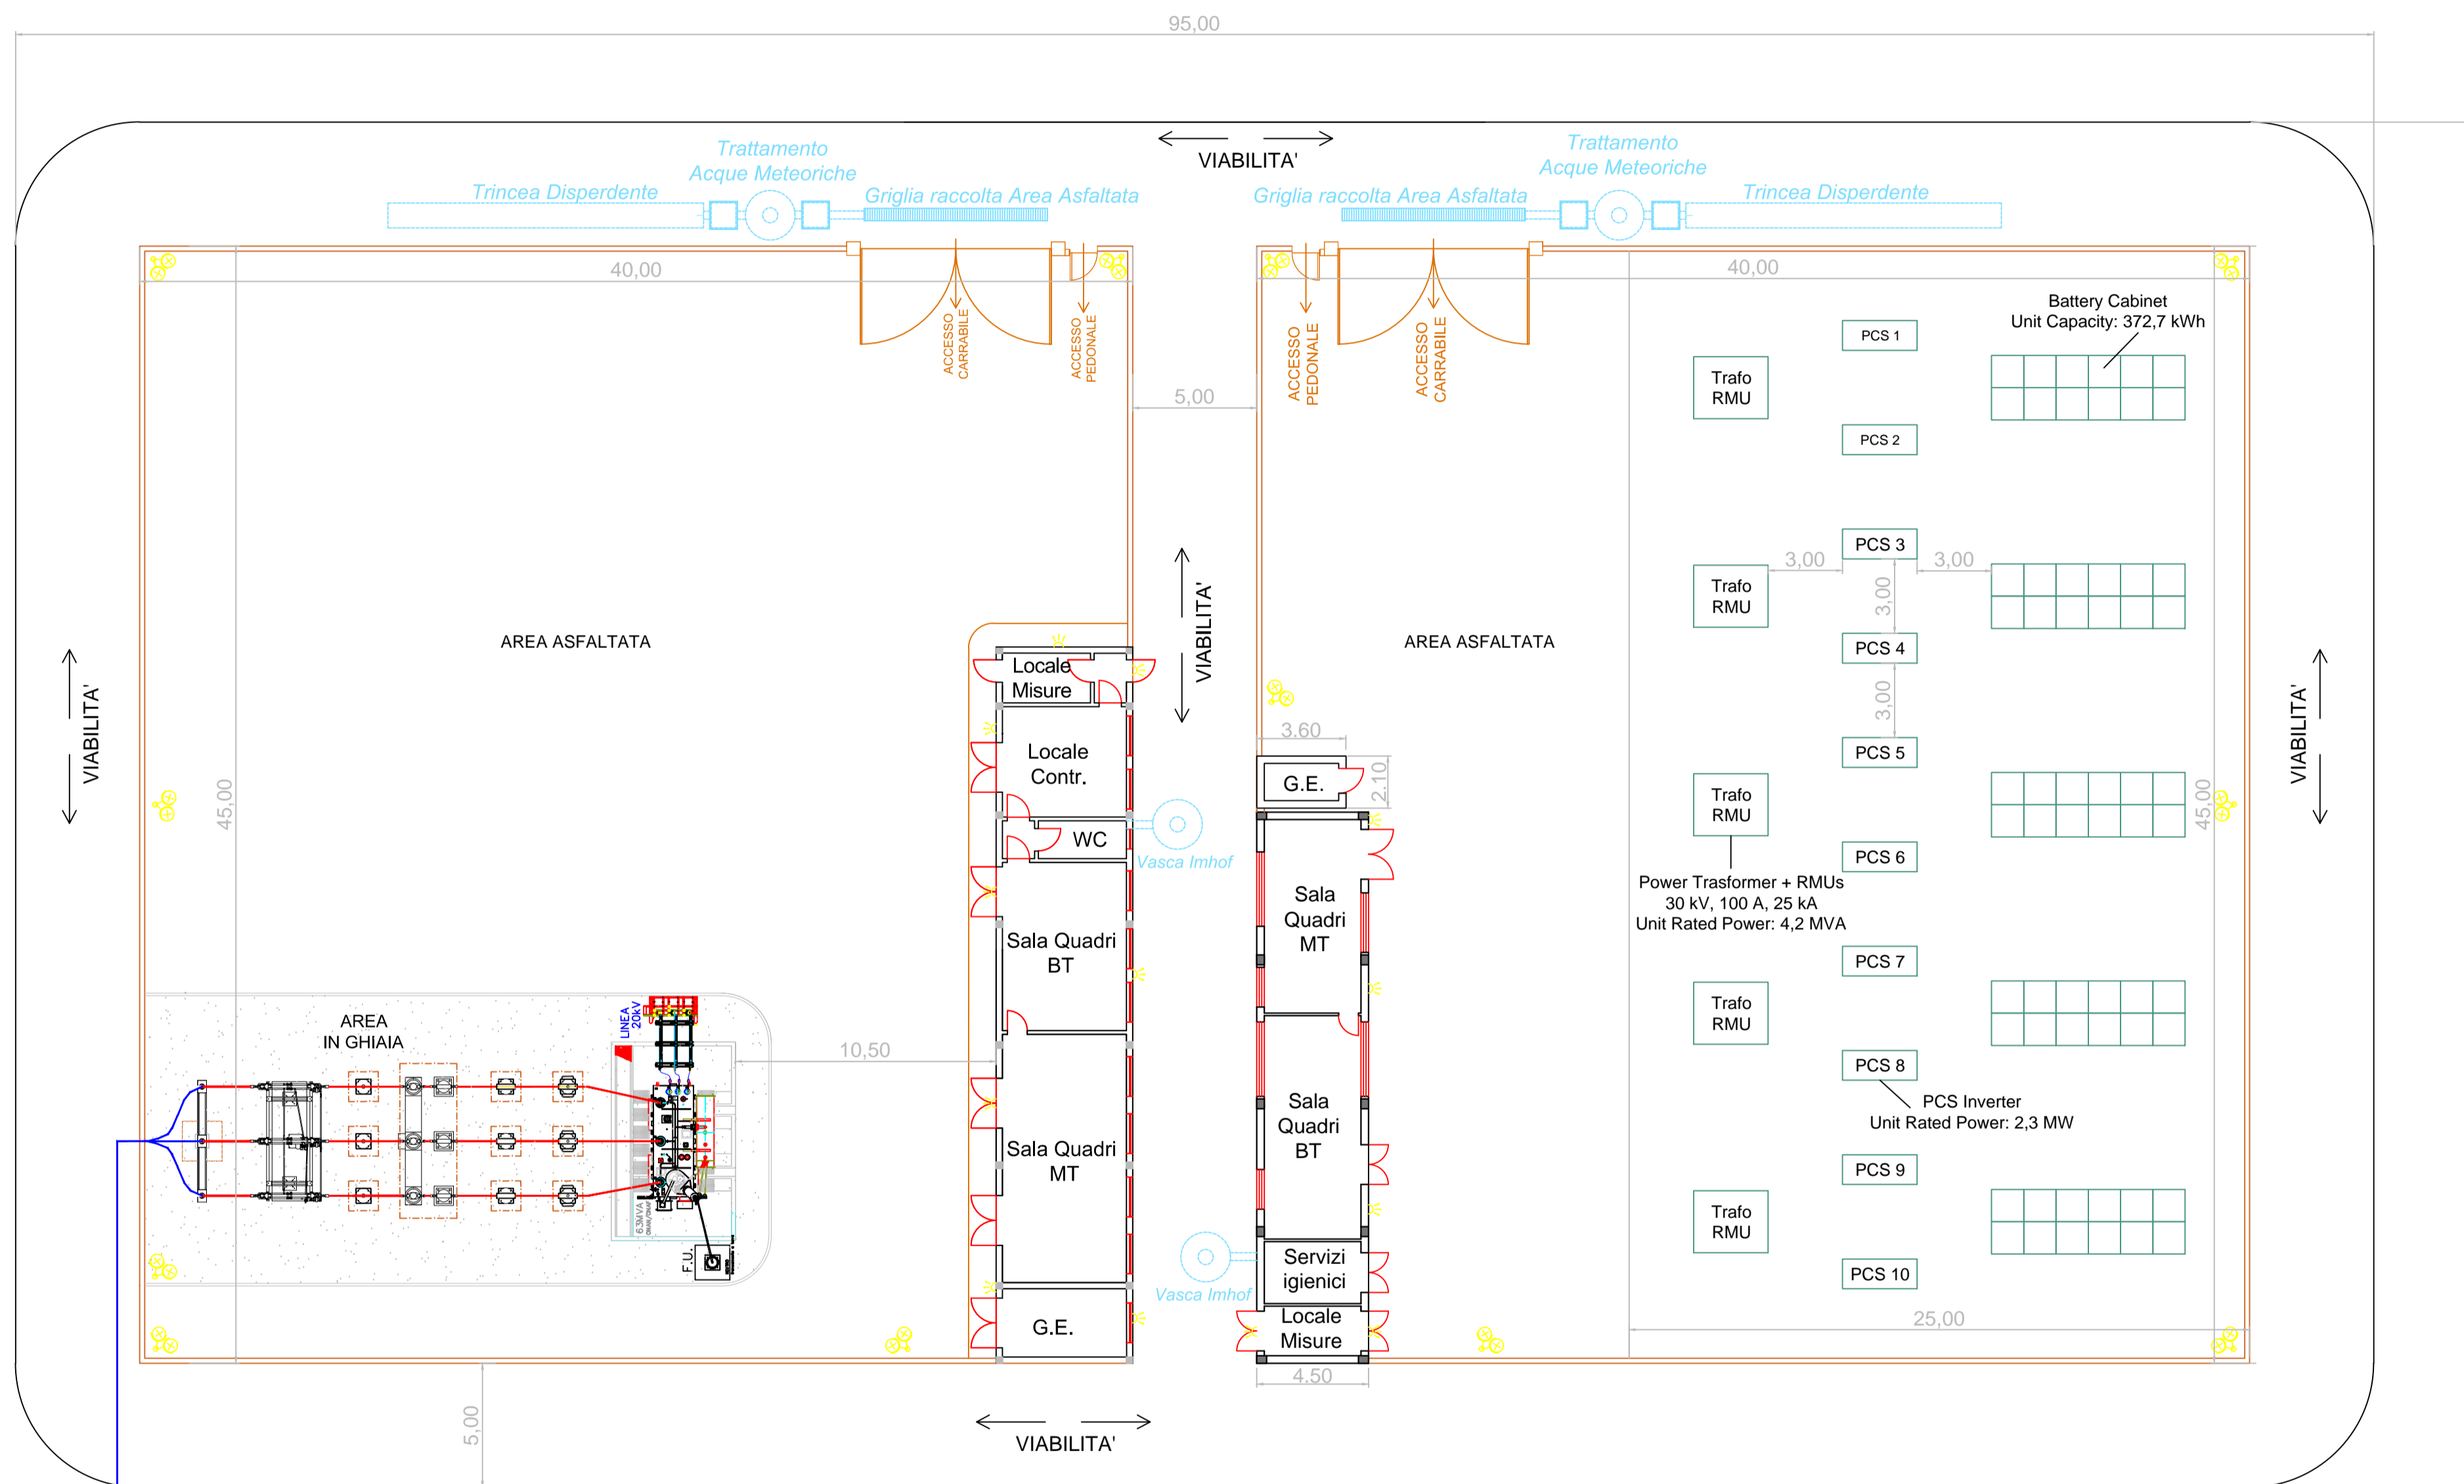 95,00
VIABILITA'
Trattamento
Acque Meteoriche
Trincea Disperdente
Griglia raccolta Area Asfaltata
Trattamento
Acque Meteoriche
Griglia raccolta Area Asfaltata
Trincea Disperdente
40,00
40,00
ACCESSO
CARRABILE
ACCESSO
PEDONALE
ACCESSO
PEDONALE
ACCESSO
CARRABILE
5,00
Battery Cabinet
Unit Capacity: 372,7 kWh
PCS 1
Trafo
RMU
PCS 2
PCS 3
Trafo
RMU
3,00
3,00
3,00
PCS 4
3,00
PCS 5
AREA ASFALTATA
AREA ASFALTATA
VIABILITA'
VIABILITA'
VIABILITA'
45,00
45,00
Locale
Misure
Locale
Contr.
WC
Vasca Imhof
Sala Quadri
BT
Sala Quadri
MT
G.E.
3.60
2.10
G.E.
Sala
Quadri
MT
Sala
Quadri
BT
Servizi
igienici
Locale
Misure
4.50
Vasca Imhof
Trafo
RMU
PCS 6
Power Trasformer + RMUs
30 kV, 100 A, 25 kA
Unit Rated Power: 4,2 MVA
PCS 7
Trafo
RMU
PCS 8
PCS Inverter
Unit Rated Power: 2,3 MW
PCS 9
Trafo
RMU
PCS 10
25,00
AREA
IN GHIAIA
LINEA
20kV
10,50
63MVA
F.U.
5,00
VIABILITA'